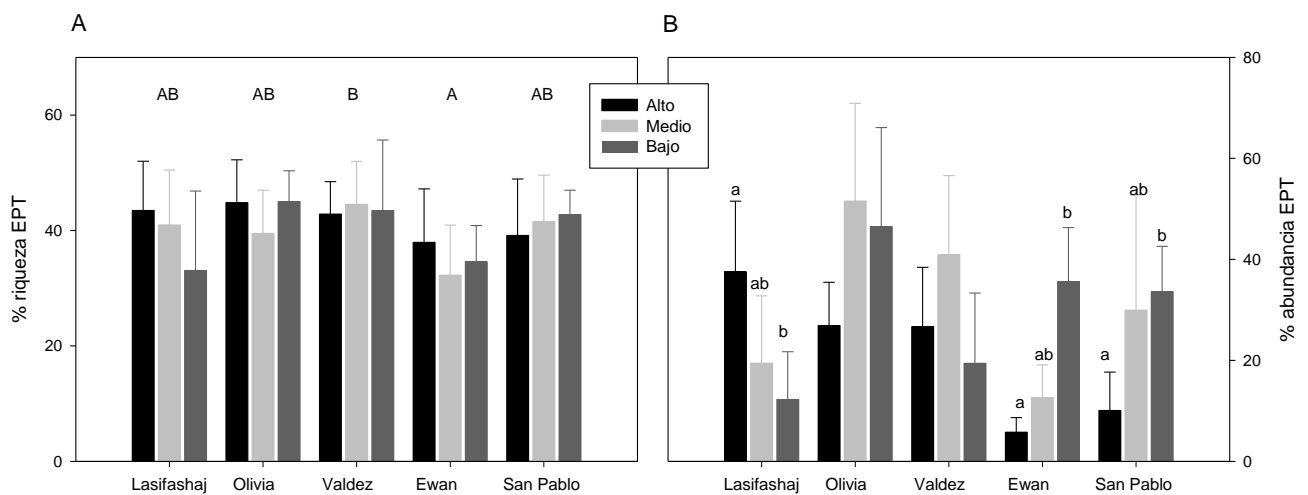 A
B
% riqueza EPT
60
40
20
0
AB AB B A AB
Lasifashaj Olivia Valdez Ewan San Pablo
Alto
Medio
Bajo
a ab b
a ab b
a ab b
Lasifashaj Olivia Valdez Ewan San Pablo
80
60
40
20
0
% abundancia EPT